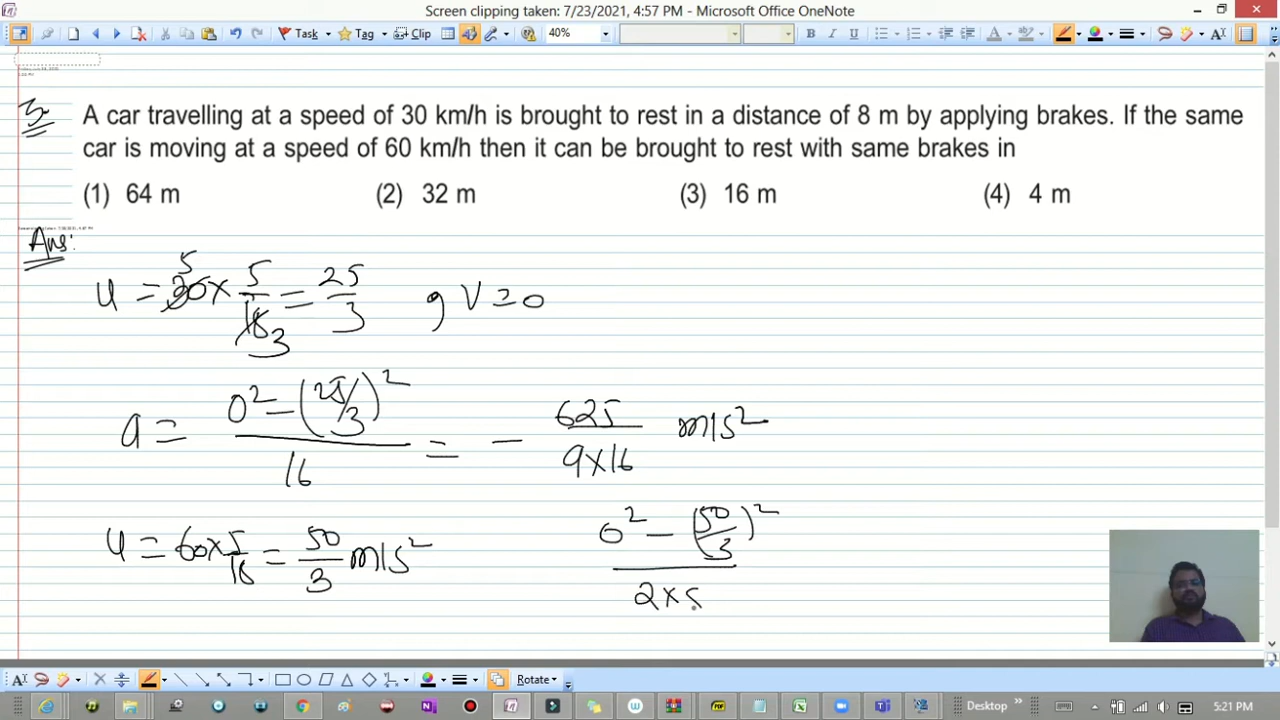 Screen clipping taken: 7/23/2021, 4:57 PM - Microsoft Office OneNote
Task Tag Clip 40% B I U
3 A car travelling at a speed of 30 km/h is brought to rest in a distance of 8 m by applying brakes. If the same
car is moving at a speed of 60 km/h then it can be brought to rest with same brakes in
(1) 64 m (2) 32 m (3) 16 m (4) 4 m
Ans:
u = 30 5 × 5/18 3 = 25/3 , V = 0
a = 0² - (25/3)² / 16 = - 625 / 9×16 m/s²
u = 60×5/18 = 50/3 m/s² 0² - (50/3)² / 2×S
Rotate
Desktop 5:21 PM